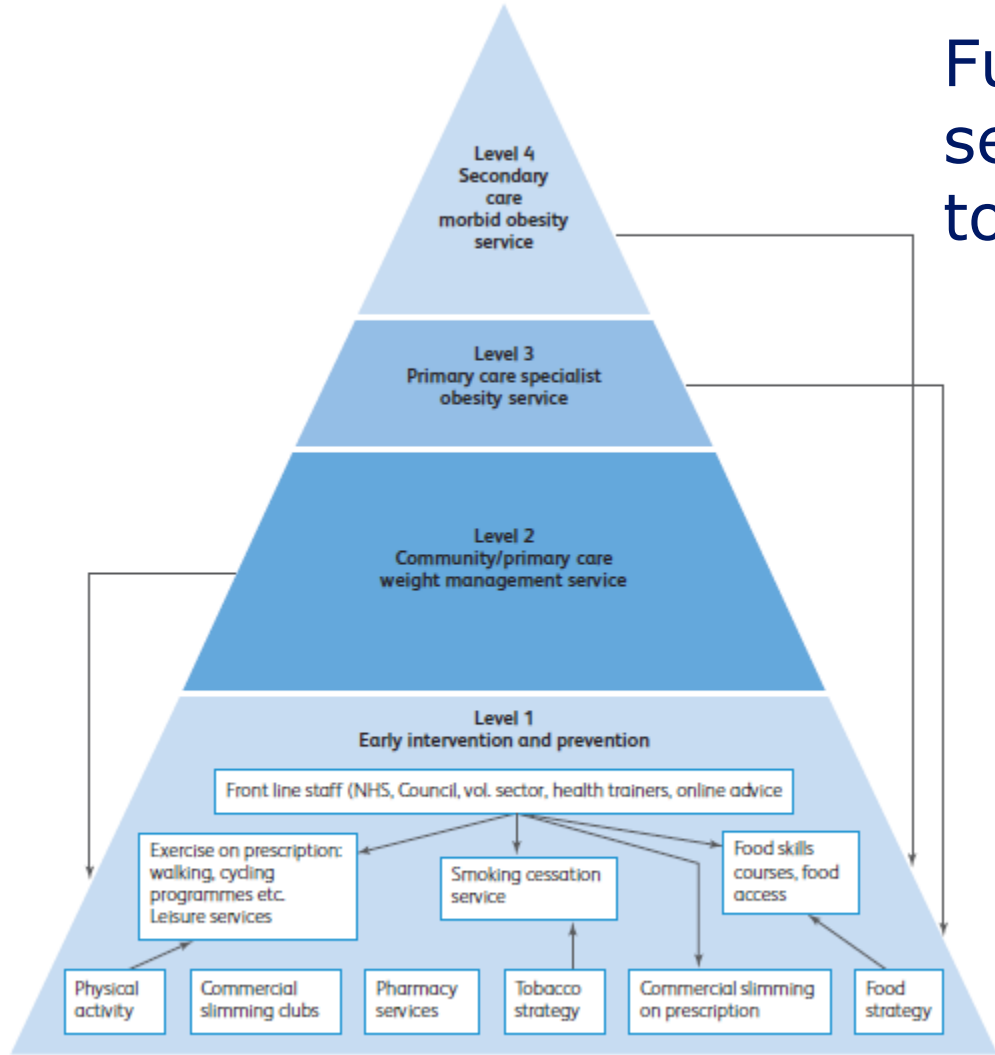 Fu
se
to
Level 4
Secondary
care
morbid obesity
service
Level 3
Primary care specialist
obesity service
Level 2
Community/primary care
weight management service
Level 1
Early intervention and prevention
Front line staff (NHS, Council, vol. sector, health trainers, online advice
Exercise on prescription:
walking, cycling
programmes etc.
Leisure services
Smoking cessation
service
Food skills
courses, food
access
Physical
activity
Commercial
slimming clubs
Pharmacy
services
Tobacco
strategy
Commercial slimming
on prescription
Food
strategy